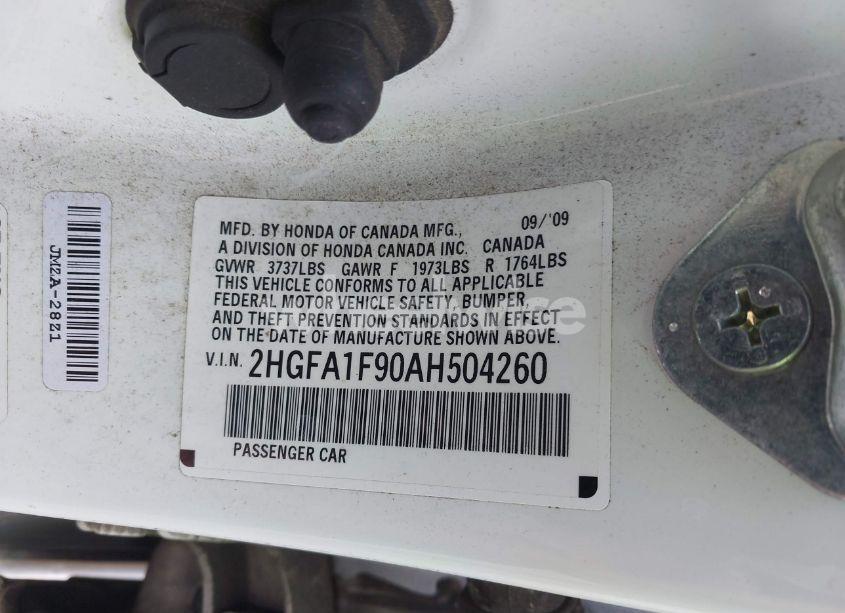 MFD. BY HONDA OF CANADA MFG., 09/'09
A DIVISION OF HONDA CANADA INC. CANADA
GVWR 3737LBS GAWR F 1973LBS R 1764LBS
THIS VEHICLE CONFORMS TO ALL APPLICABLE
FEDERAL MOTOR VEHICLE SAFETY, BUMPER,
AND THEFT PREVENTION STANDARDS IN EFFECT
ON THE DATE OF MANUFACTURE SHOWN ABOVE.
V.I.N. 2HGFA1F90AH504260
PASSENGER CAR
JMZA-28Z1